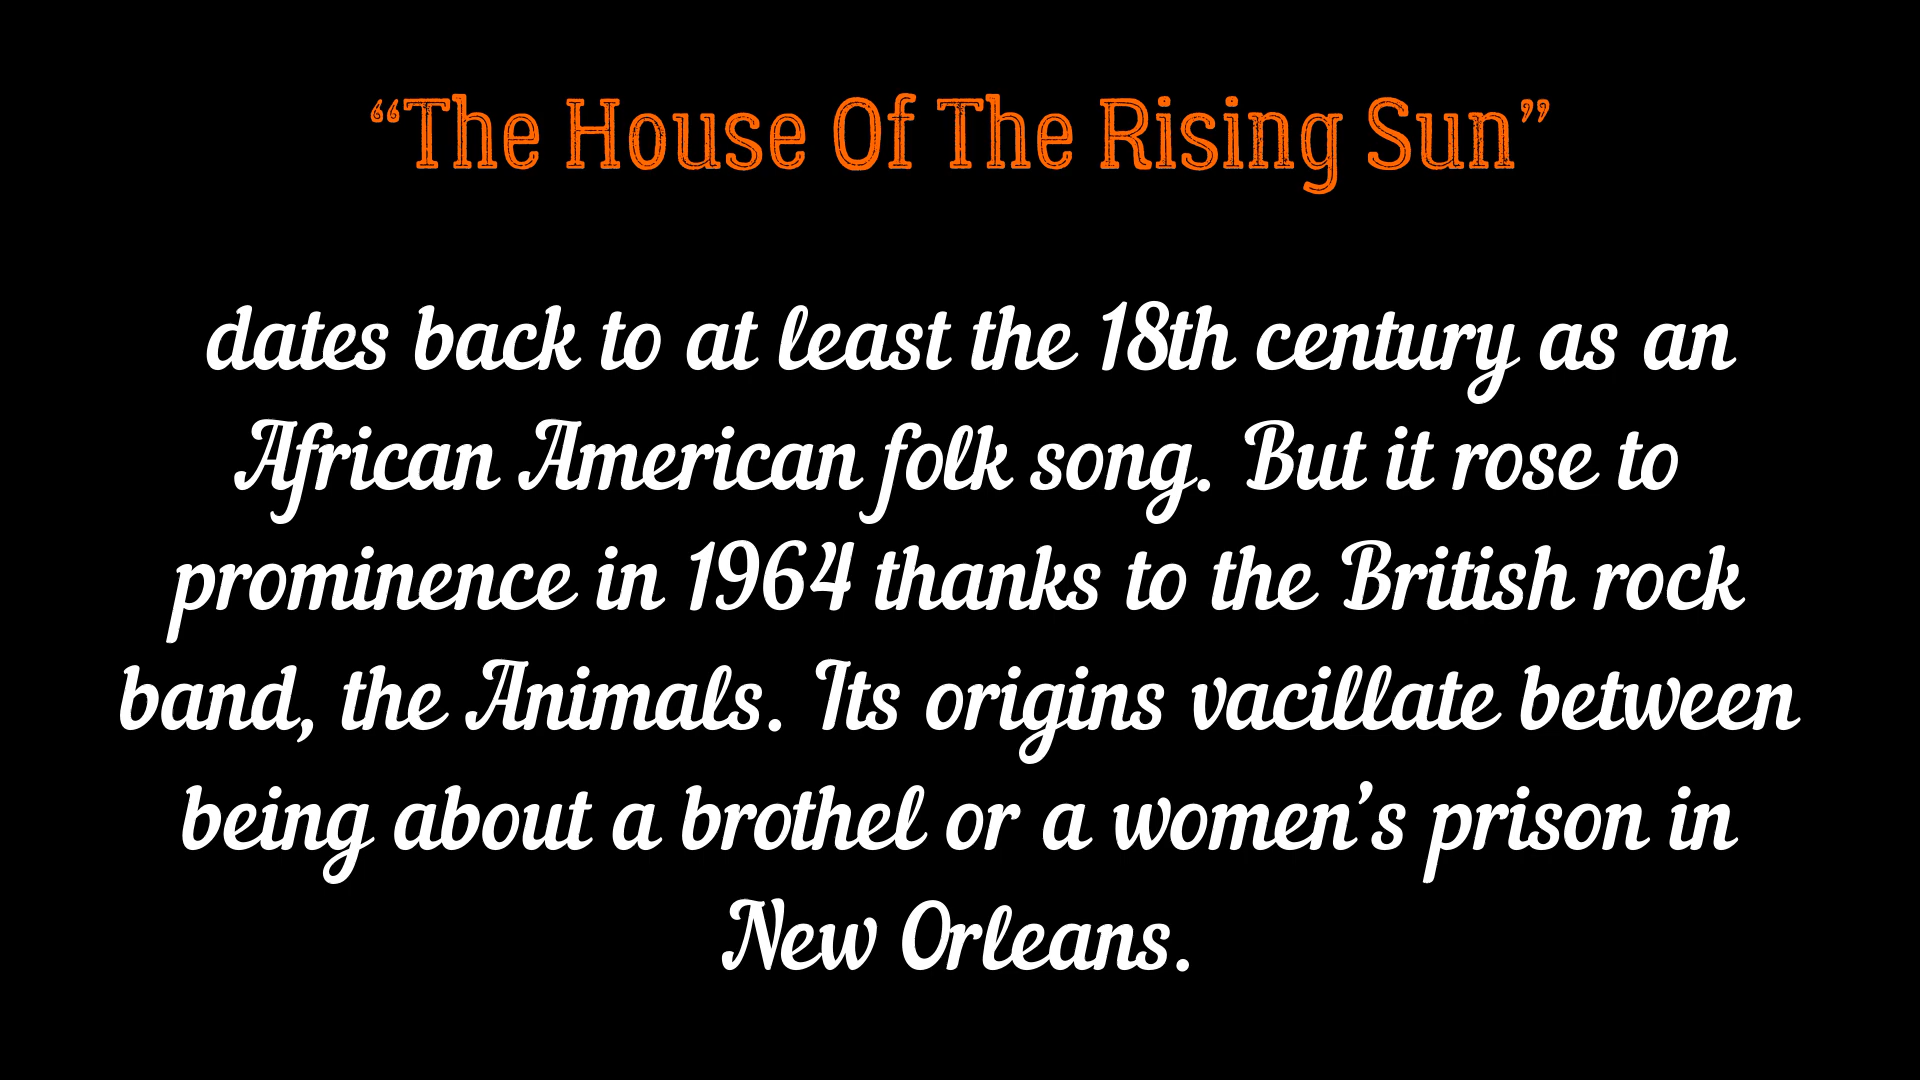 “The House Of The Rising Sun”
dates back to at least the 18th century as an
African American folk song. But it rose to
prominence in 1964 thanks to the British rock
band, the Animals. Its origins vacillate between
being about a brothel or a women’s prison in
New Orleans.